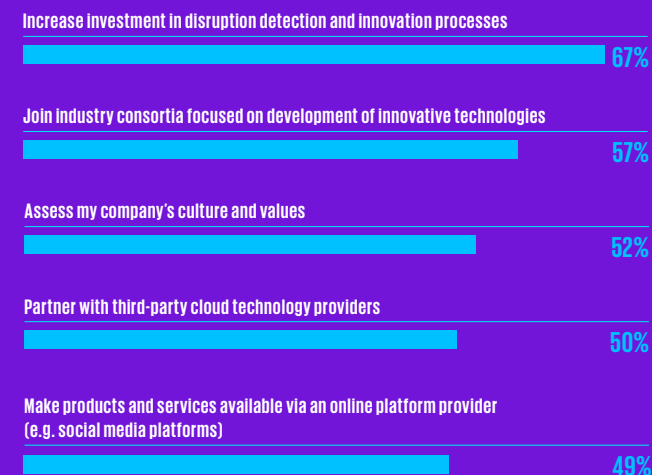 Increase investment in disruption detection and innovation processes
67%
Join industry consortia focused on development of innovative technologies
57%
Assess my company's culture and values
52%
Partner with third-party cloud technology providers
50%
Make products and services available via an online platform provider
(e.g. social media platforms)
49%